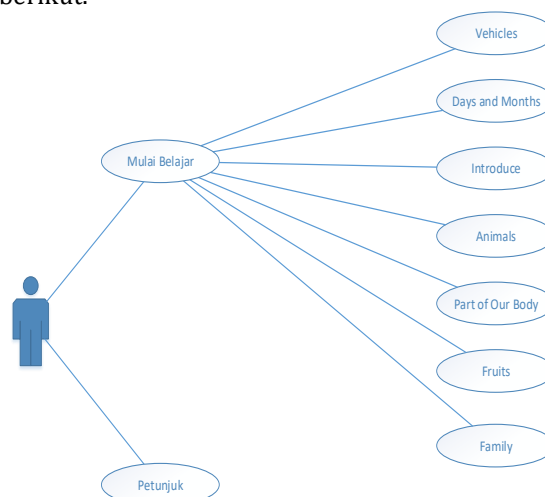 berikut.
Vehicles
Days and Months
Mulai Belajar
Introduce
Animals
Part of Our Body
Fruits
Family
Petunjuk